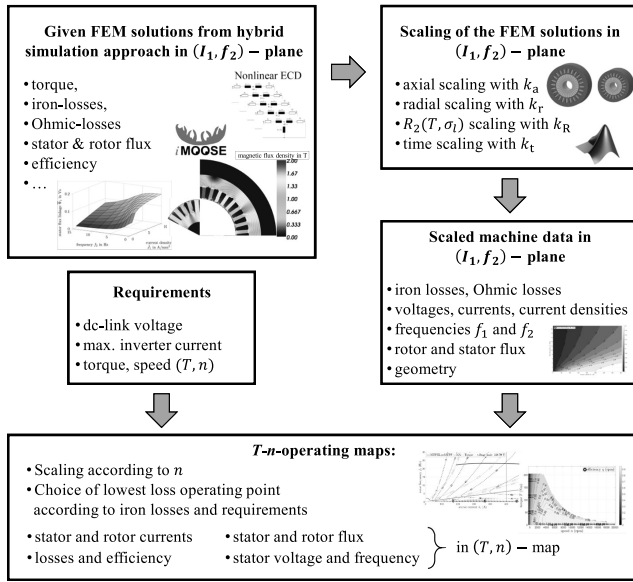 Given FEM solutions from hybrid
simulation approach in (I₁, f₂) − plane
• torque,
• iron-losses,
• Ohmic-losses
• stator & rotor flux
• efficiency
• …
Nonlinear ECD
iMOOSE
magnetic flux density in T
2.00
1.67
1.33
1.00
0.667
0.333
0.00
Scaling of the FEM solutions in
(I₁, f₂) − plane
• axial scaling with kₐ
• radial scaling with kᵣ
• R₂(T, σₗ) scaling with k_R
• time scaling with kₜ
Scaled machine data in
(I₁, f₂) − plane
• iron losses, Ohmic losses
• voltages, currents, current densities
• frequencies f₁ and f₂
• rotor and stator flux
• geometry
Requirements
• dc-link voltage
• max. inverter current
• torque, speed (T, n)
T-n-operating maps:
• Scaling according to n
• Choice of lowest loss operating point
according to iron losses and requirements
• stator and rotor currents
• losses and efficiency
• stator and rotor flux
• stator voltage and frequency
in (T, n) − map